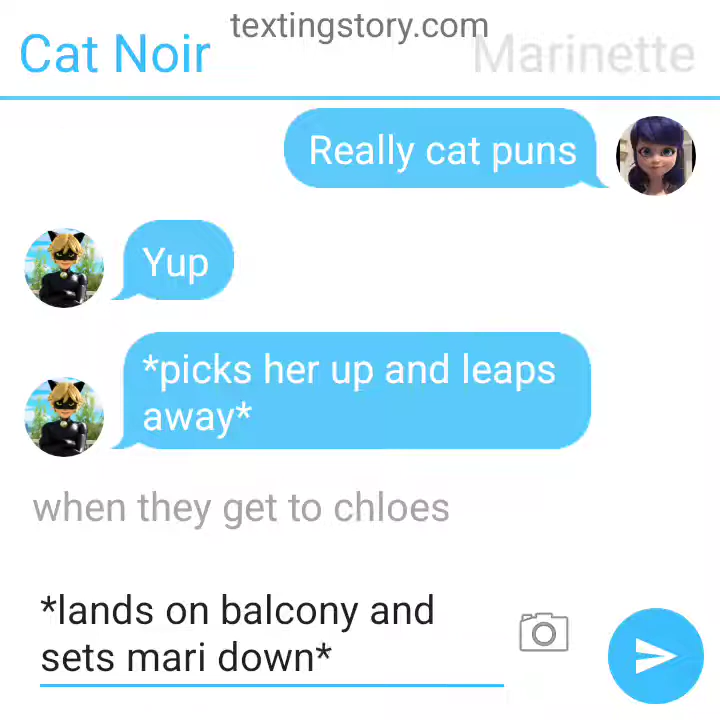 textingstory.com
Cat Noir
Marinette
Really cat puns
Yup
*picks her up and leaps
away*
when they get to chloes
*lands on balcony and
sets mari down*